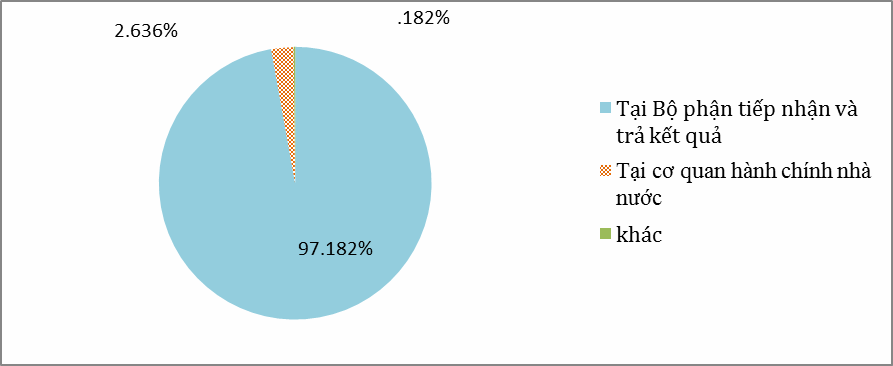 2.636%
.182%
97.182%
Tại Bộ phận tiếp nhận và
trả kết quả
Tại cơ quan hành chính nhà
nước
khác